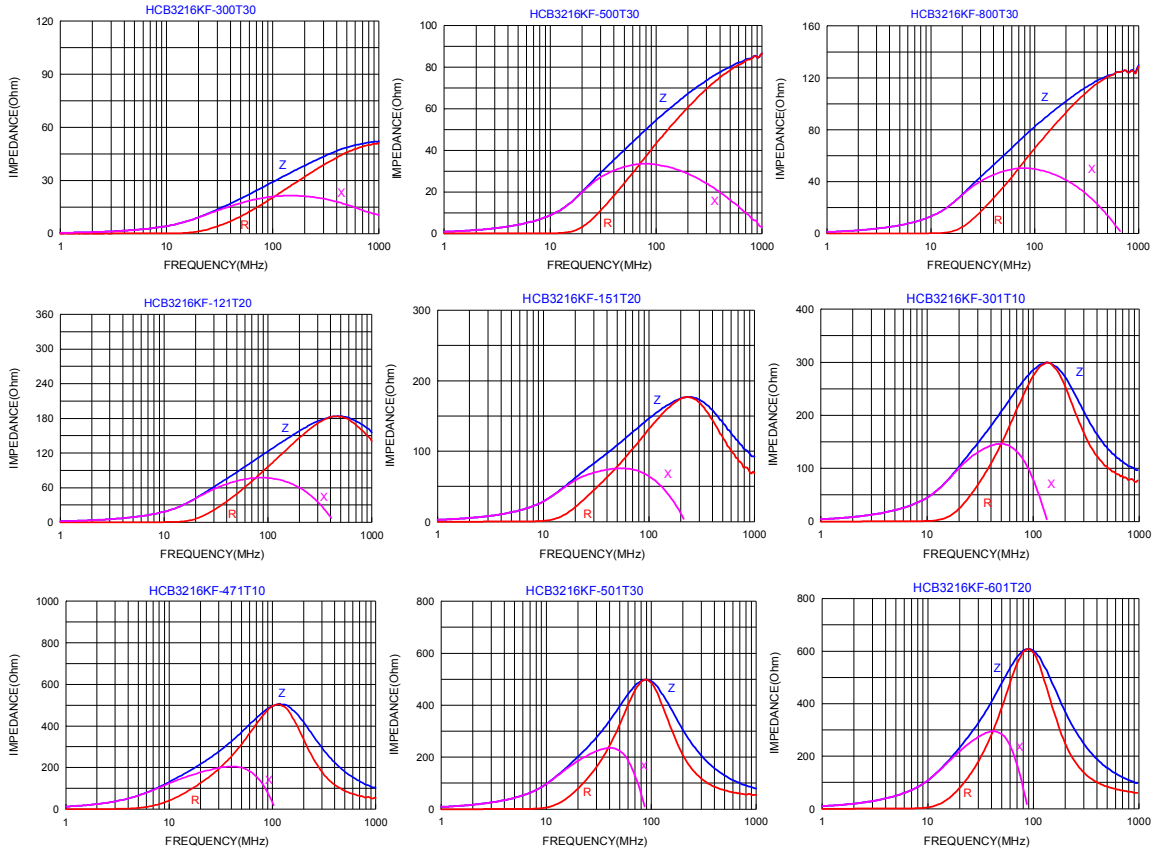 HCB3216KF-300T30
IMPEDANCE(Ohm)
120
90
60
30
0
Z
X
R
1
10
100
1000
FREQUENCY(MHz)
HCB3216KF-500T30
IMPEDANCE(Ohm)
100
80
60
40
20
0
Z
X
R
1
10
100
1000
FREQUENCY(MHz)
HCB3216KF-800T30
IMPEDANCE(Ohm)
160
120
80
40
0
Z
X
R
1
10
100
1000
FREQUENCY(MHz)
HCB3216KF-121T20
IMPEDANCE(Ohm)
360
300
240
180
120
60
0
Z
X
R
1
10
100
1000
FREQUENCY(MHz)
HCB3216KF-151T20
IMPEDANCE(Ohm)
300
200
100
0
Z
X
R
1
10
100
1000
FREQUENCY(MHz)
HCB3216KF-301T10
IMPEDANCE(Ohm)
400
300
200
100
0
Z
X
R
1
10
100
1000
FREQUENCY(MHz)
HCB3216KF-471T10
IMPEDANCE(Ohm)
1000
800
600
400
200
0
Z
X
R
1
10
100
1000
FREQUENCY(MHz)
HCB3216KF-501T30
IMPEDANCE(Ohm)
800
600
400
200
0
Z
X
R
1
10
100
1000
FREQUENCY(MHz)
HCB3216KF-601T20
IMPEDANCE(Ohm)
800
600
400
200
0
Z
X
R
1
10
100
1000
FREQUENCY(MHz)